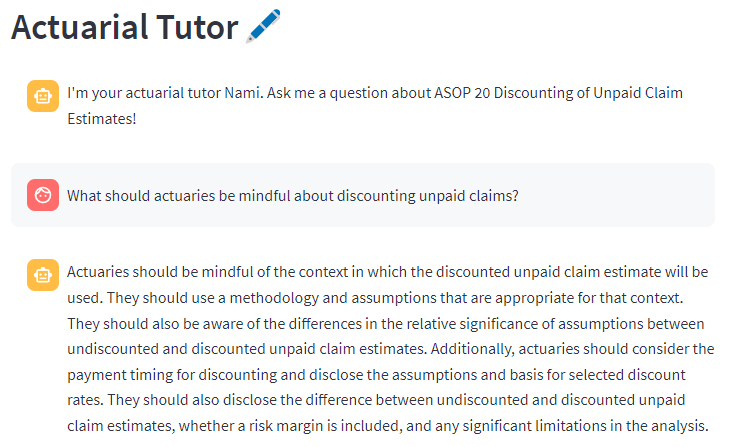 Actuarial Tutor
I'm your actuarial tutor Nami. Ask me a question about ASOP 20 Discounting of Unpaid Claim
Estimates!
What should actuaries be mindful about discounting unpaid claims?
Actuaries should be mindful of the context in which the discounted unpaid claim estimate will be
used. They should use a methodology and assumptions that are appropriate for that context.
They should also be aware of the differences in the relative significance of assumptions between
undiscounted and discounted unpaid claim estimates. Additionally, actuaries should consider the
payment timing for discounting and disclose the assumptions and basis for selected discount
rates. They should also disclose the difference between undiscounted and discounted unpaid
claim estimates, whether a risk margin is included, and any significant limitations in the analysis.